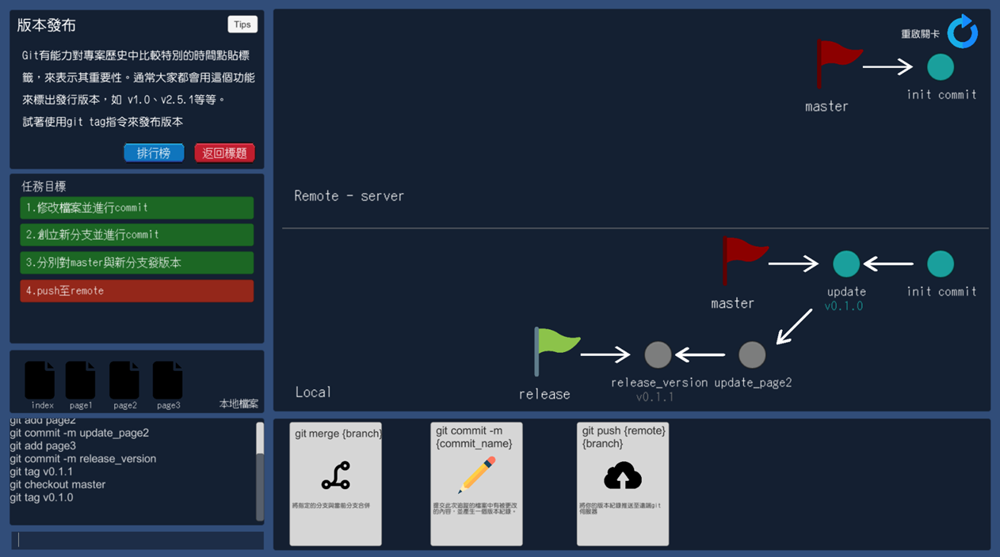 版本發布
Tips
Git有能力對專案歷史中比較特別的時間點貼標
籤，來表示其重要性。通常大家都會用這個功能
來標出發行版本，如 v1.0、v2.5.1等等。
試著使用git tag指令來發布版本
排行榜
返回標題
任務目標
1.修改檔案並進行commit
2.創立新分支並進行commit
3.分別對master與新分支發版本
4.push至remote
index
page1
page2
page3
本地檔案
git add page2
git commit -m update_page2
git add page3
git commit -m release_version
git tag v0.1.1
git checkout master
git tag v0.1.0
重啟關卡
master
init commit
Remote - server
master
update
v0.1.0
init commit
release
release_version
v0.1.1
update_page2
Local
git merge {branch}
將指定的分支與當前分支合併
git commit -m
{commit_name}
提交此次追蹤的檔案中有被更改
的內容，並產生一個版本紀錄。
git push {remote}
{branch}
將你的版本紀錄推送至遠端git
伺服器